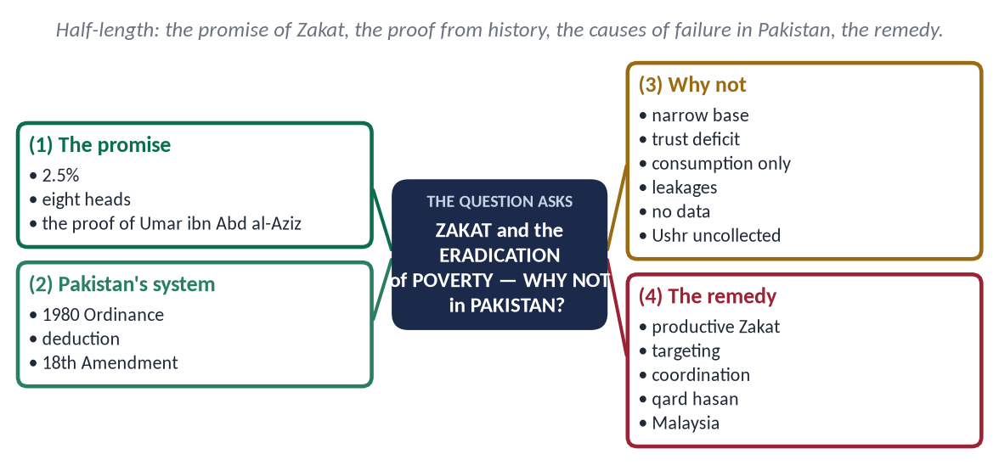 Half-length: the promise of Zakat, the proof from history, the causes of failure in Pakistan, the remedy.
(1) The promise
• 2.5%
• eight heads
• the proof of Umar ibn Abd al-Aziz
(2) Pakistan's system
• 1980 Ordinance
• deduction
• 18th Amendment
THE QUESTION ASKS
ZAKAT and the
ERADICATION
of POVERTY — WHY NOT
in PAKISTAN?
(3) Why not
• narrow base
• trust deficit
• consumption only
• leakages
• no data
• Ushr uncollected
(4) The remedy
• productive Zakat
• targeting
• coordination
• qard hasan
• Malaysia